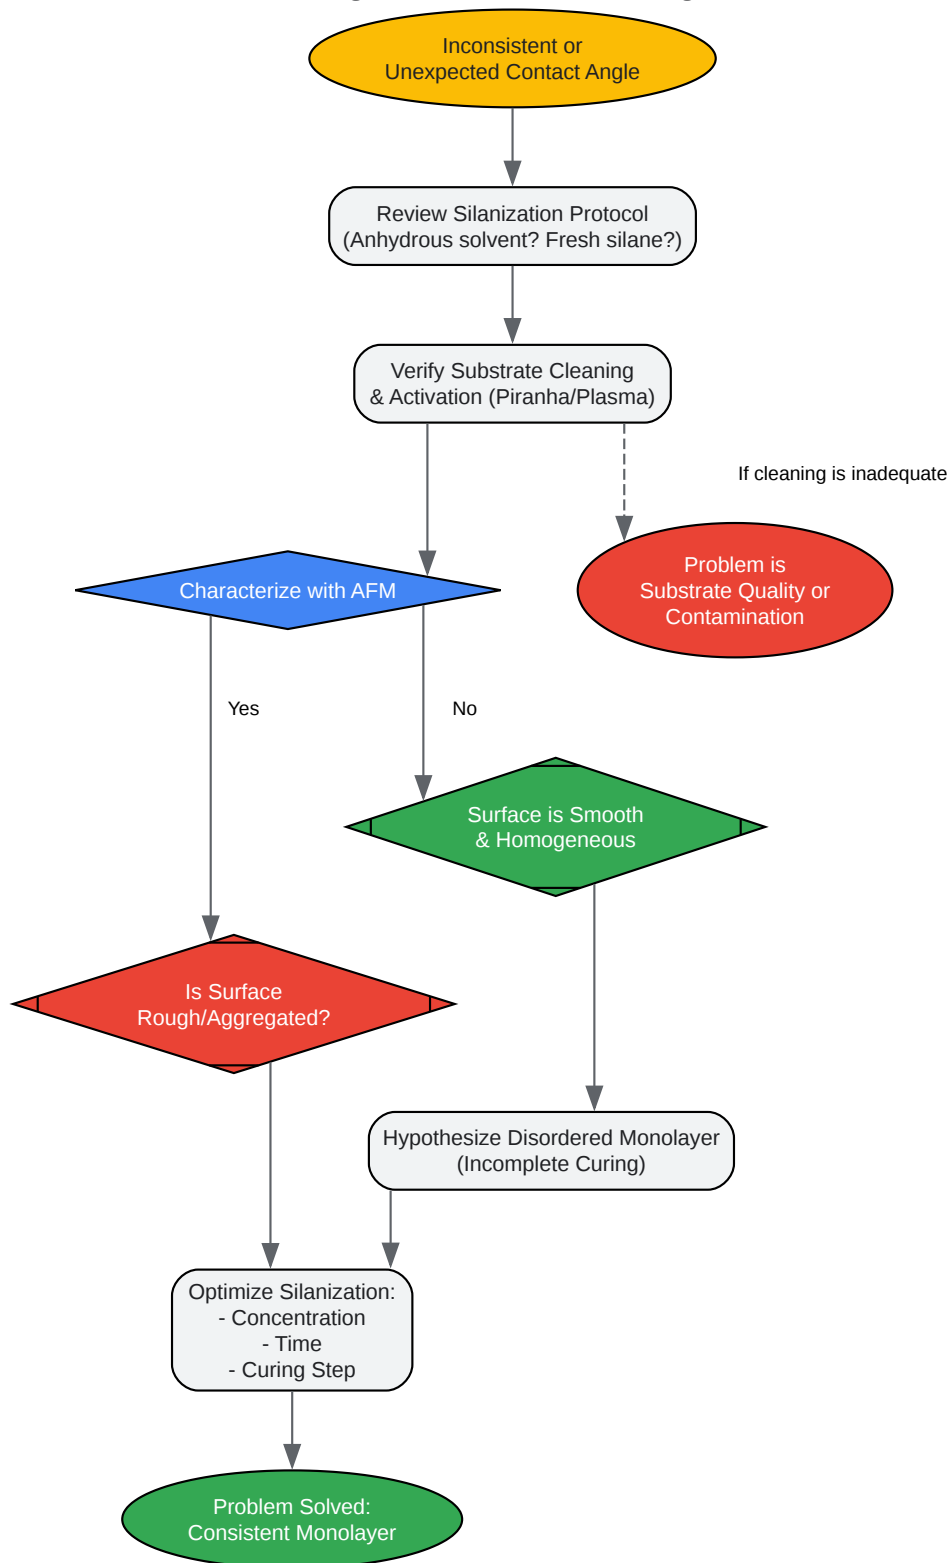 Inconsistent or
Unexpected Contact Angle
Review Silanization Protocol
(Anhydrous solvent? Fresh silane?)
Verify Substrate Cleaning
& Activation (Piranha/Plasma)
If cleaning is inadequate
Characterize with AFM
Problem is
Substrate Quality or
Contamination
Yes
No
Surface is Smooth
& Homogeneous
Is Surface
Rough/Aggregated?
Hypothesize Disordered Monolayer
(Incomplete Curing)
Optimize Silanization:
- Concentration
- Time
- Curing Step
Problem Solved:
Consistent Monolayer